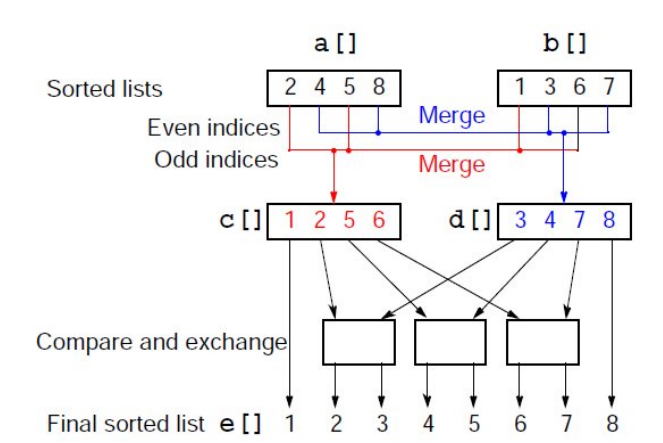 a[] b[]
Sorted lists 2 4 5 8 1 3 6 7
Even indices Merge
Odd indices Merge
c[] 1 2 5 6 d[] 3 4 7 8
Compare and exchange
Final sorted list e[] 1 2 3 4 5 6 7 8